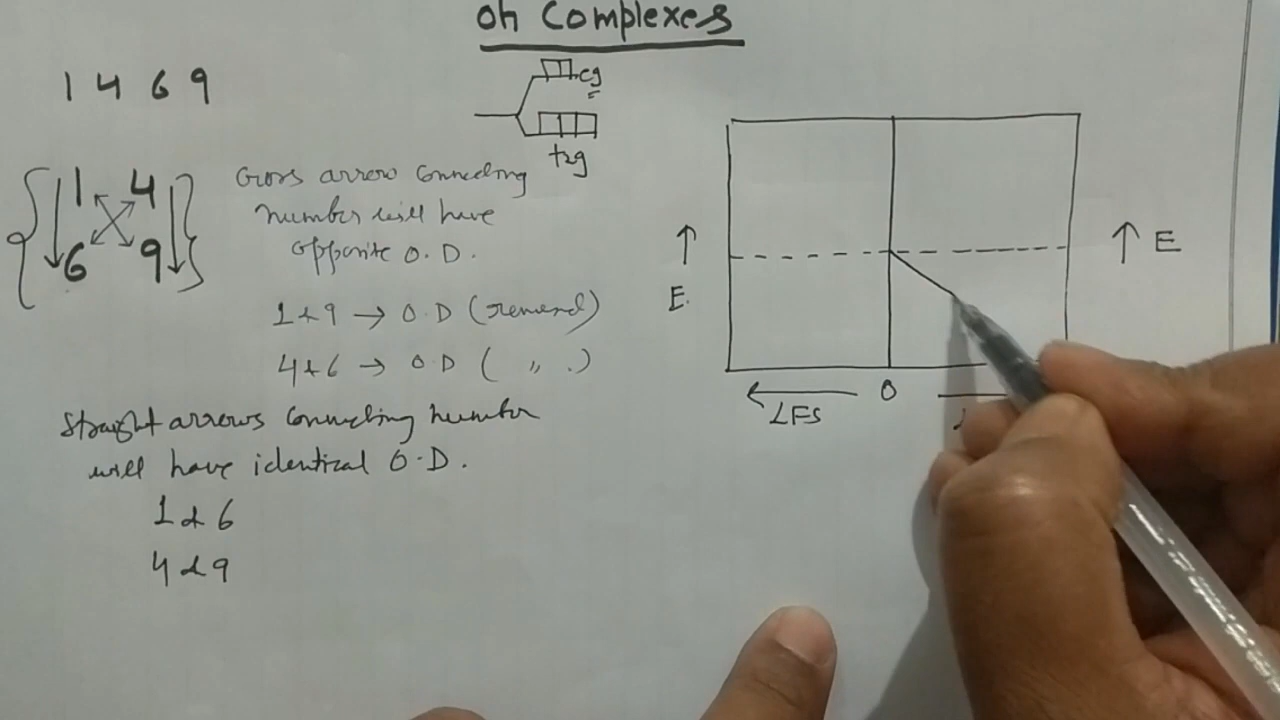 Oh Complexes
1 4 6 9
eg
t2g
1 4
6 9
Cross arrow Connecting
number will have
opposite O.D.
1 & 9 → O.D (reversed)
4 & 6 → O D ( " . )
Straight arrows Connecting number
will have identical O.D.
1 & 6
4 & 9
↑ E.
↑ E
← LFS
0